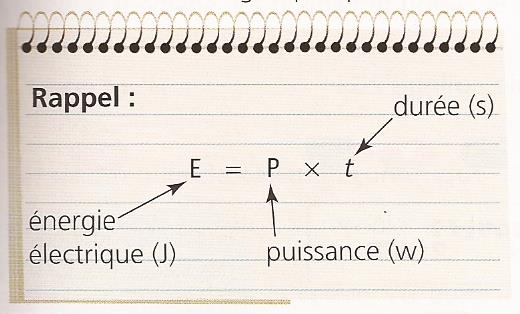 Rappel :
durée (s)
E = P × t
énergie
électrique (J)
puissance (w)